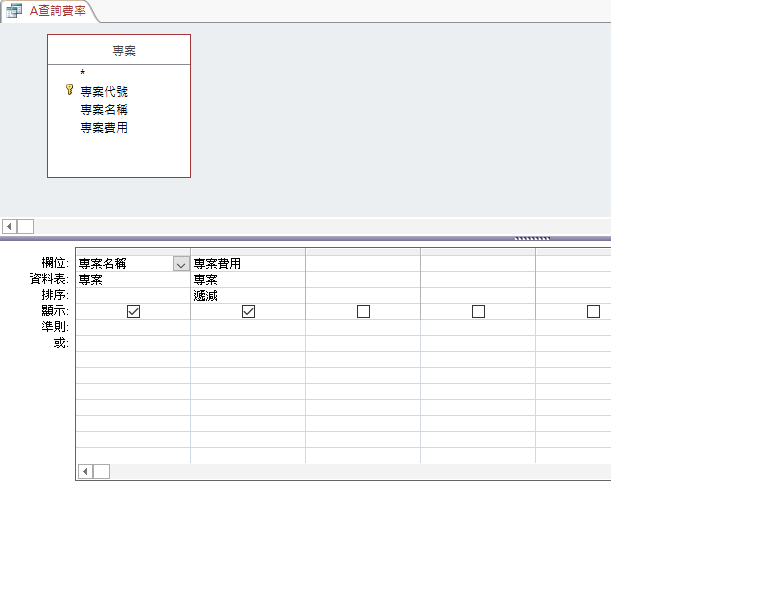 A查詢費率
專案
*
專案代號
專案名稱
專案費用
欄位: 專案名稱 專案費用
資料表: 專案 專案
排序: 遞減
顯示:
準則:
或: